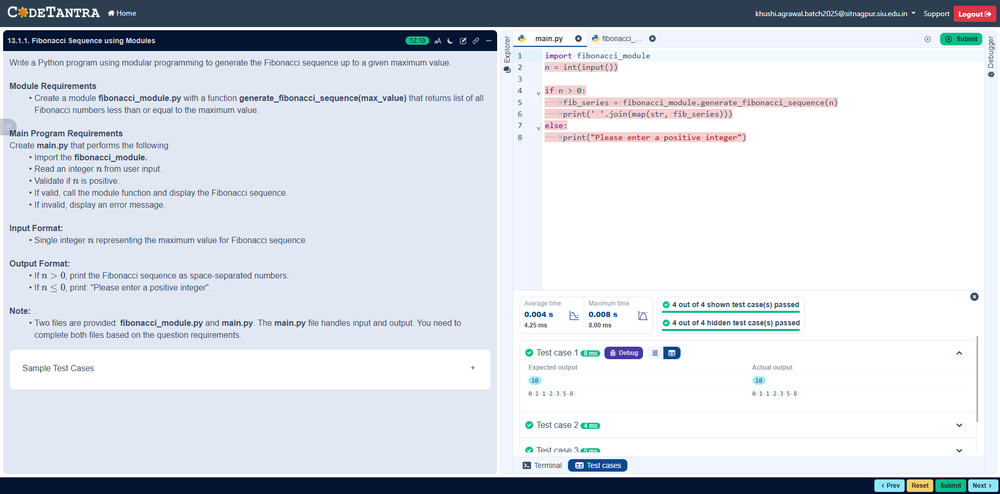 CODETANTRA
Home
khushi.agrawal.batch2025@sitnagpur.siu.edu.in
Support
Logout
13.1.1. Fibonacci Sequence using Modules
12:10
AA
Write a Python program using modular programming to generate the Fibonacci sequence up to a given maximum value.
Module Requirements
• Create a module fibonacci_module.py with a function generate_fibonacci_sequence(max_value) that returns list of all
Fibonacci numbers less than or equal to the maximum value.
Main Program Requirements
Create main.py that performs the following:
• Import the fibonacci_module.
• Read an integer n from user input.
• Validate if n is positive.
• If valid, call the module function and display the Fibonacci sequence.
• If invalid, display an error message.
Input Format:
• Single integer n representing the maximum value for Fibonacci sequence.
Output Format:
• If n > 0, print the Fibonacci sequence as space-separated numbers.
• If n ≤ 0, print: "Please enter a positive integer".
Note:
• Two files are provided: fibonacci_module.py and main.py. The main.py file handles input and output. You need to
complete both files based on the question requirements.
Sample Test Cases
+
Explorer
main.py
fibonacci_...
Submit
Debugger
1 import fibonacci_module
2 n = int(input())
3
4 if n > 0:
5 fib_series = fibonacci_module.generate_fibonacci_sequence(n)
6 print(' '.join(map(str, fib_series)))
7 else:
8 print("Please enter a positive integer")
Average time
0.004 s
4.25 ms
Maximum time
0.008 s
8.00 ms
4 out of 4 shown test case(s) passed
4 out of 4 hidden test case(s) passed
Test case 1 8 ms Debug
Expected output Actual output
10 10
0·1·1·2·3·5·8 0·1·1·2·3·5·8
Test case 2 4 ms
Test case 3 5 ms
Terminal Test cases
Prev Reset Submit Next